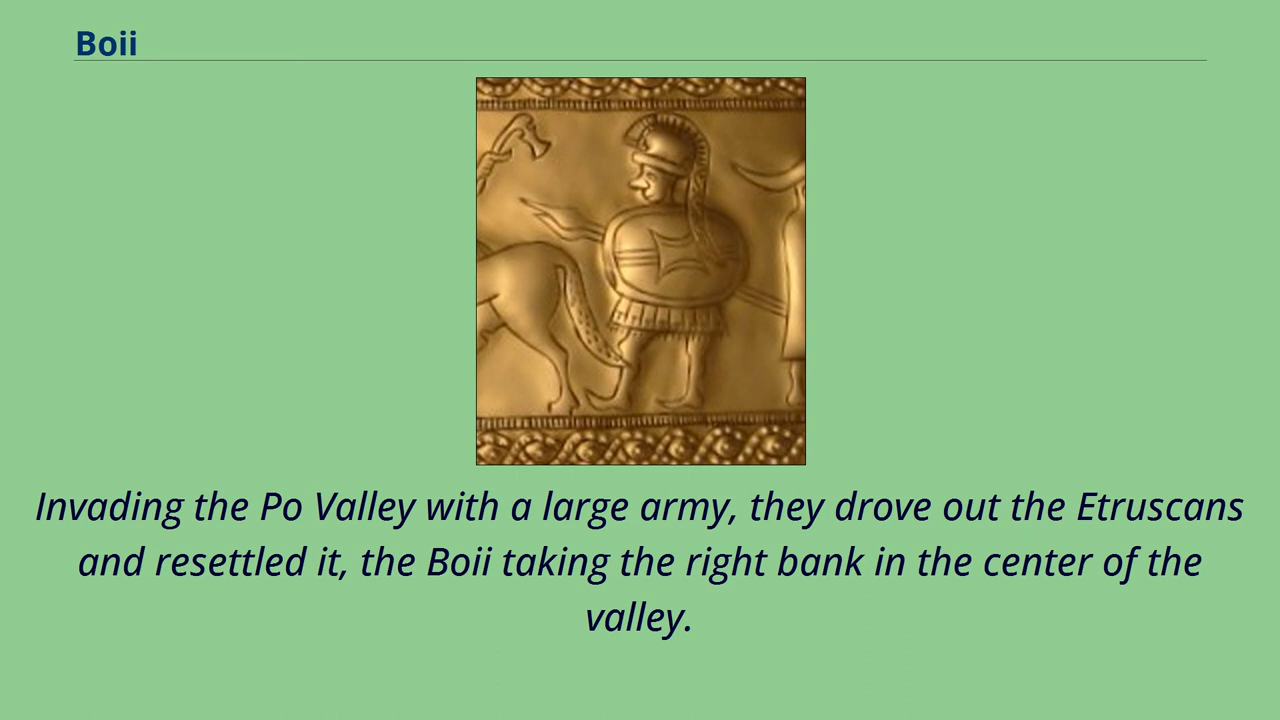 Boii
Invading the Po Valley with a large army, they drove out the Etruscans
and resettled it, the Boii taking the right bank in the center of the
valley.